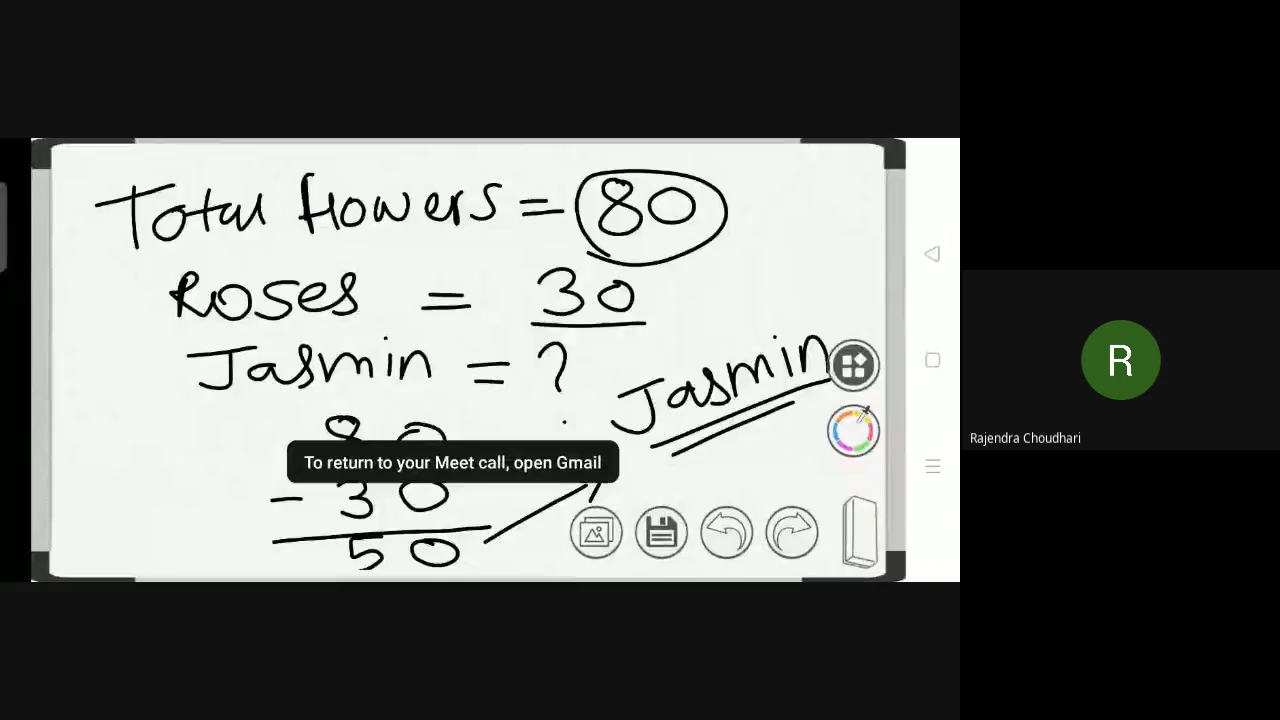 Total flowers = 80
Roses = 30
Jasmin = ?
Jasmin
80
To return to your Meet call, open Gmail
- 30
50
R
Rajendra Choudhari